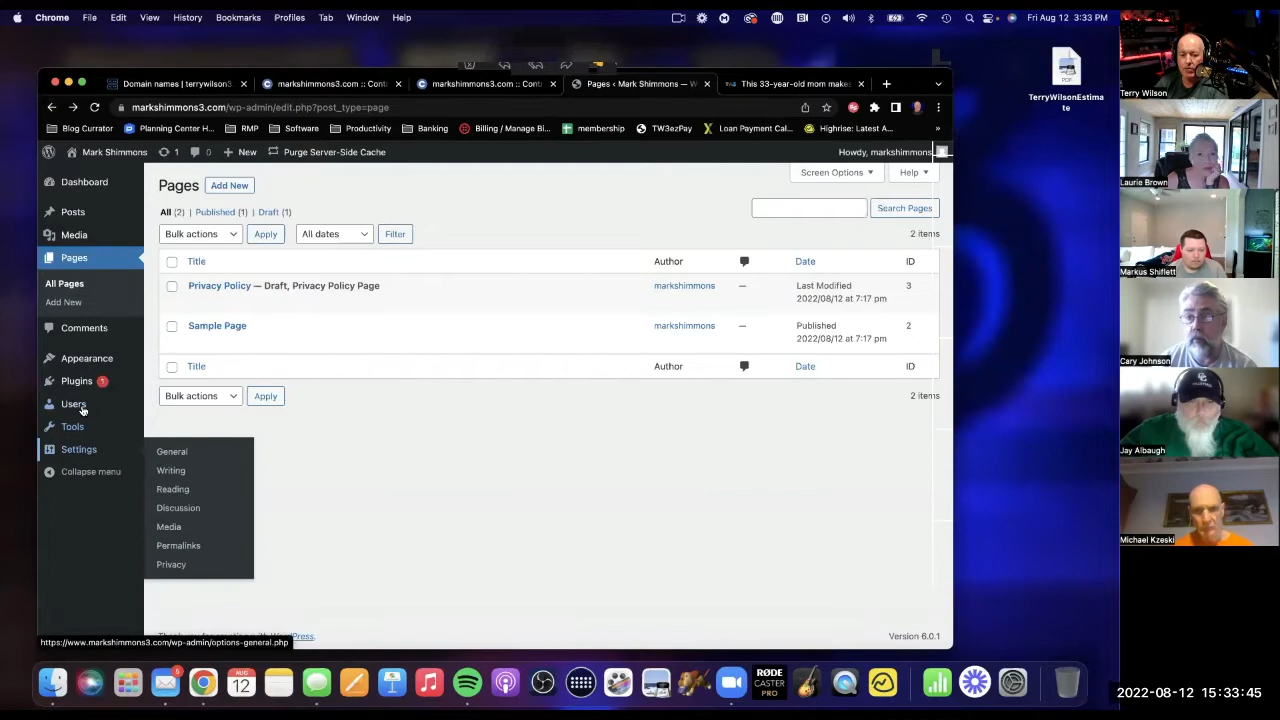 Chrome File Edit View History Bookmarks Profiles Tab Window Help Fri Aug 12 3:33 PM
Domain names | terrywilson markshimmons3.com :: Cont markshimmons3.com :: Cont Pages ‹ Mark Shimmons — W This 33-year-old mom makes
markshimmons3.com/wp-admin/edit.php?post_type=page
Blog Currator Planning Center H... RMP Software Productivity Banking Billing / Manage Bi... membership TW3ezPay Loan Payment Cal... Highrise: Latest A... »
Mark Shimmons 1 0 New Purge Server-Side Cache Howdy, markshimmons
Dashboard
Posts
Media
Pages
All Pages
Add New
Comments
Appearance
Plugins 1
Users
Tools
Settings
Collapse menu
General
Writing
Reading
Discussion
Media
Permalinks
Privacy
Screen Options Help
Pages Add New
All (2) | Published (1) | Draft (1)
Search Pages
Bulk actions Apply All dates Filter
2 items
Title Author Date ID
Privacy Policy — Draft, Privacy Policy Page markshimmons — Last Modified 3
2022/08/12 at 7:17 pm
Sample Page markshimmons — Published 2
2022/08/12 at 7:17 pm
Title Author Date ID
Bulk actions Apply 2 items
WordPress. Version 6.0.1
https://www.markshimmons3.com/wp-admin/options-general.php
PDF
TerryWilsonEstima
te
Terry Wilson
Laurie Brown
Markus Shiflett
Cary Johnson
Jay Albaugh
Michael Kzeski
5
AUG
12
RØDE
CASTER
PRO
2022-08-12 15:33:45